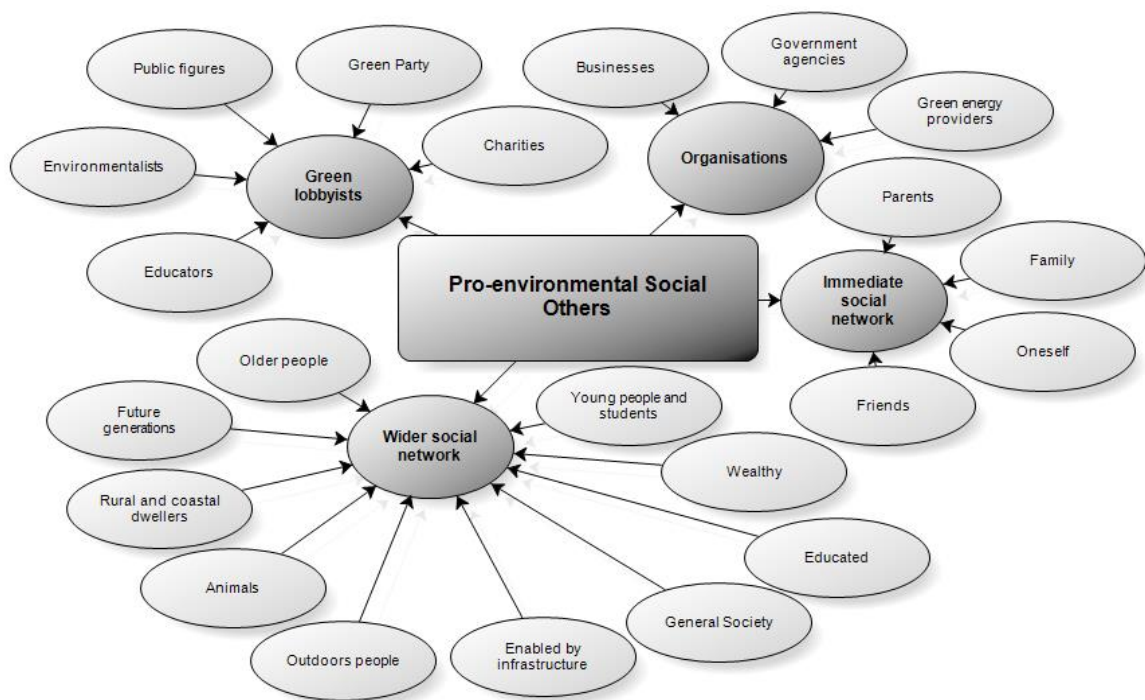 Public figures
Green Party
Environmentalists
Charities
Green
lobbyists
Educators
Businesses
Government
agencies
Green energy
providers
Organisations
Parents
Family
Immediate
social
network
Oneself
Friends
Pro-environmental Social
Others
Older people
Future
generations
Young people and
students
Wider social
network
Wealthy
Rural and coastal
dwellers
Educated
Animals
General Society
Outdoors people
Enabled by
infrastructure